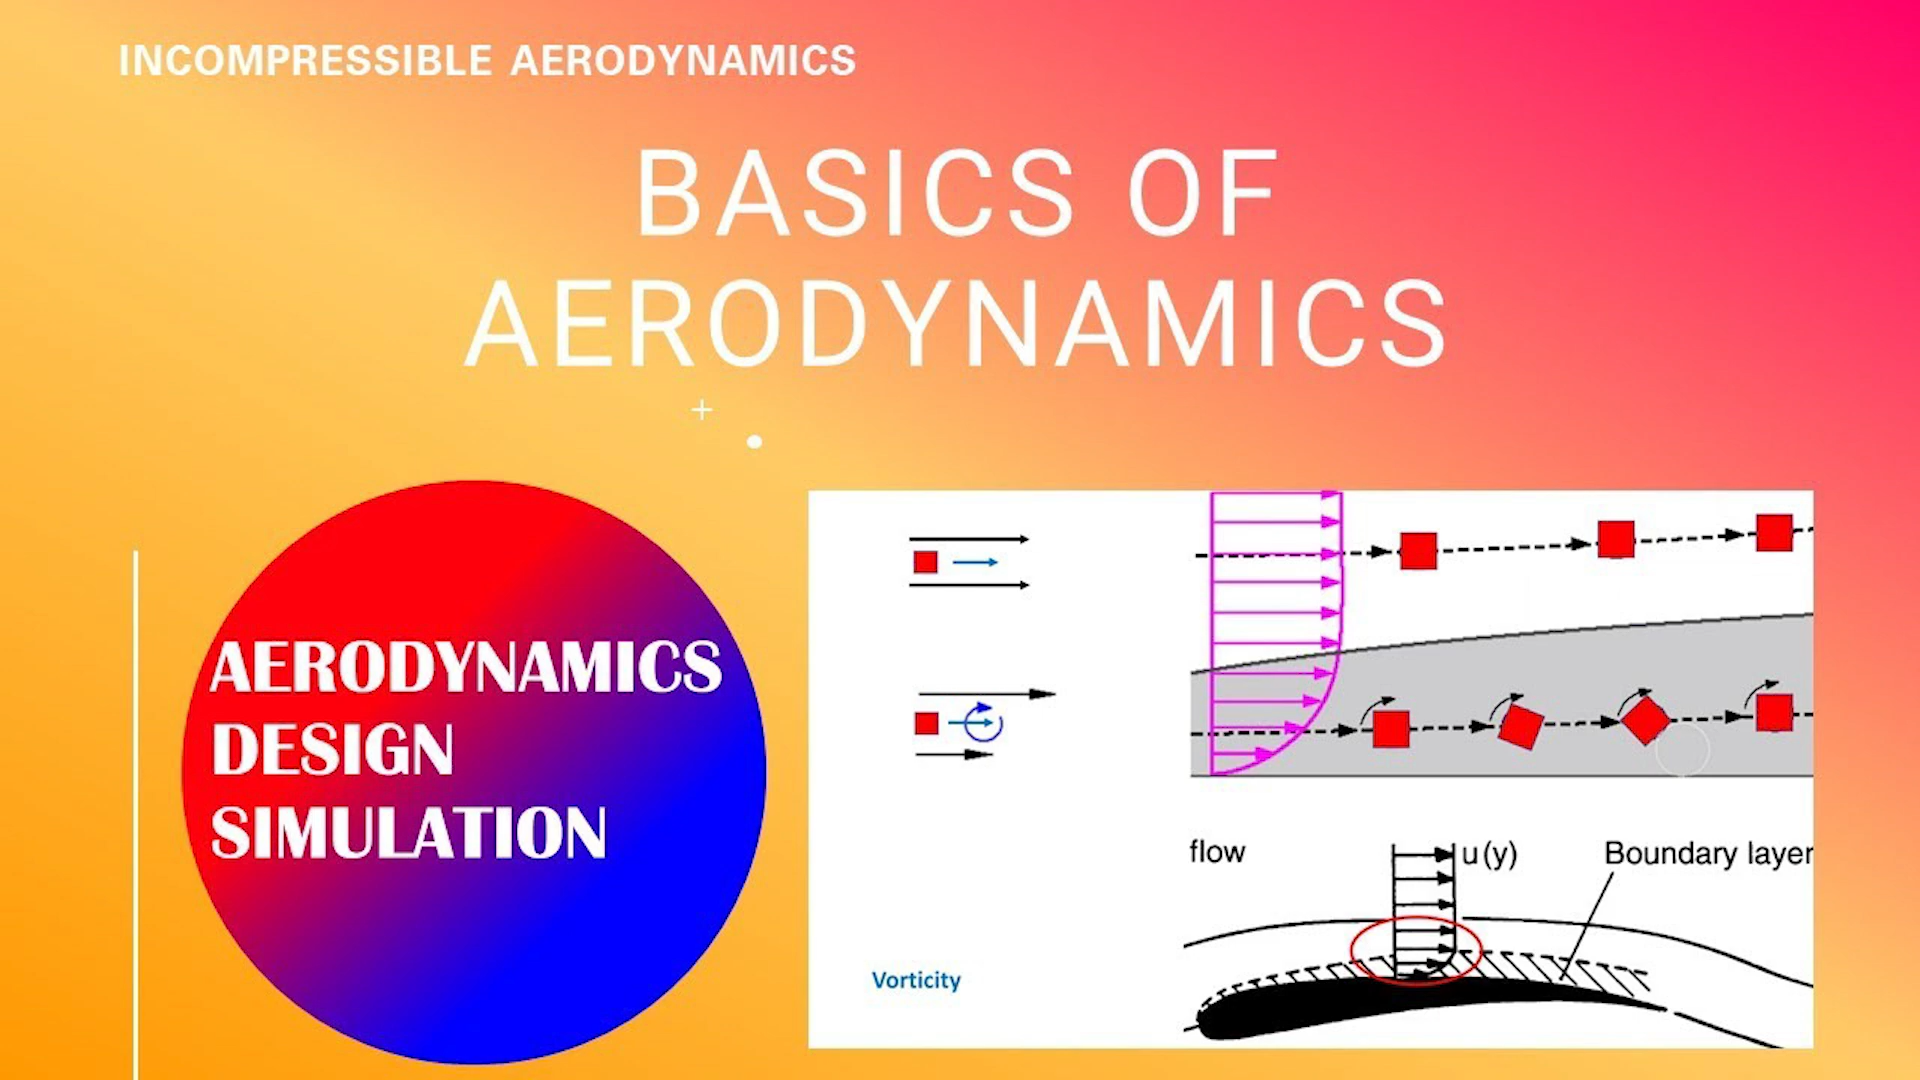 INCOMPRESSIBLE AERODYNAMICS
BASICS OF
AERODYNAMICS
AERODYNAMICS
DESIGN
SIMULATION
flow
u(y)
Boundary layer
Vorticity